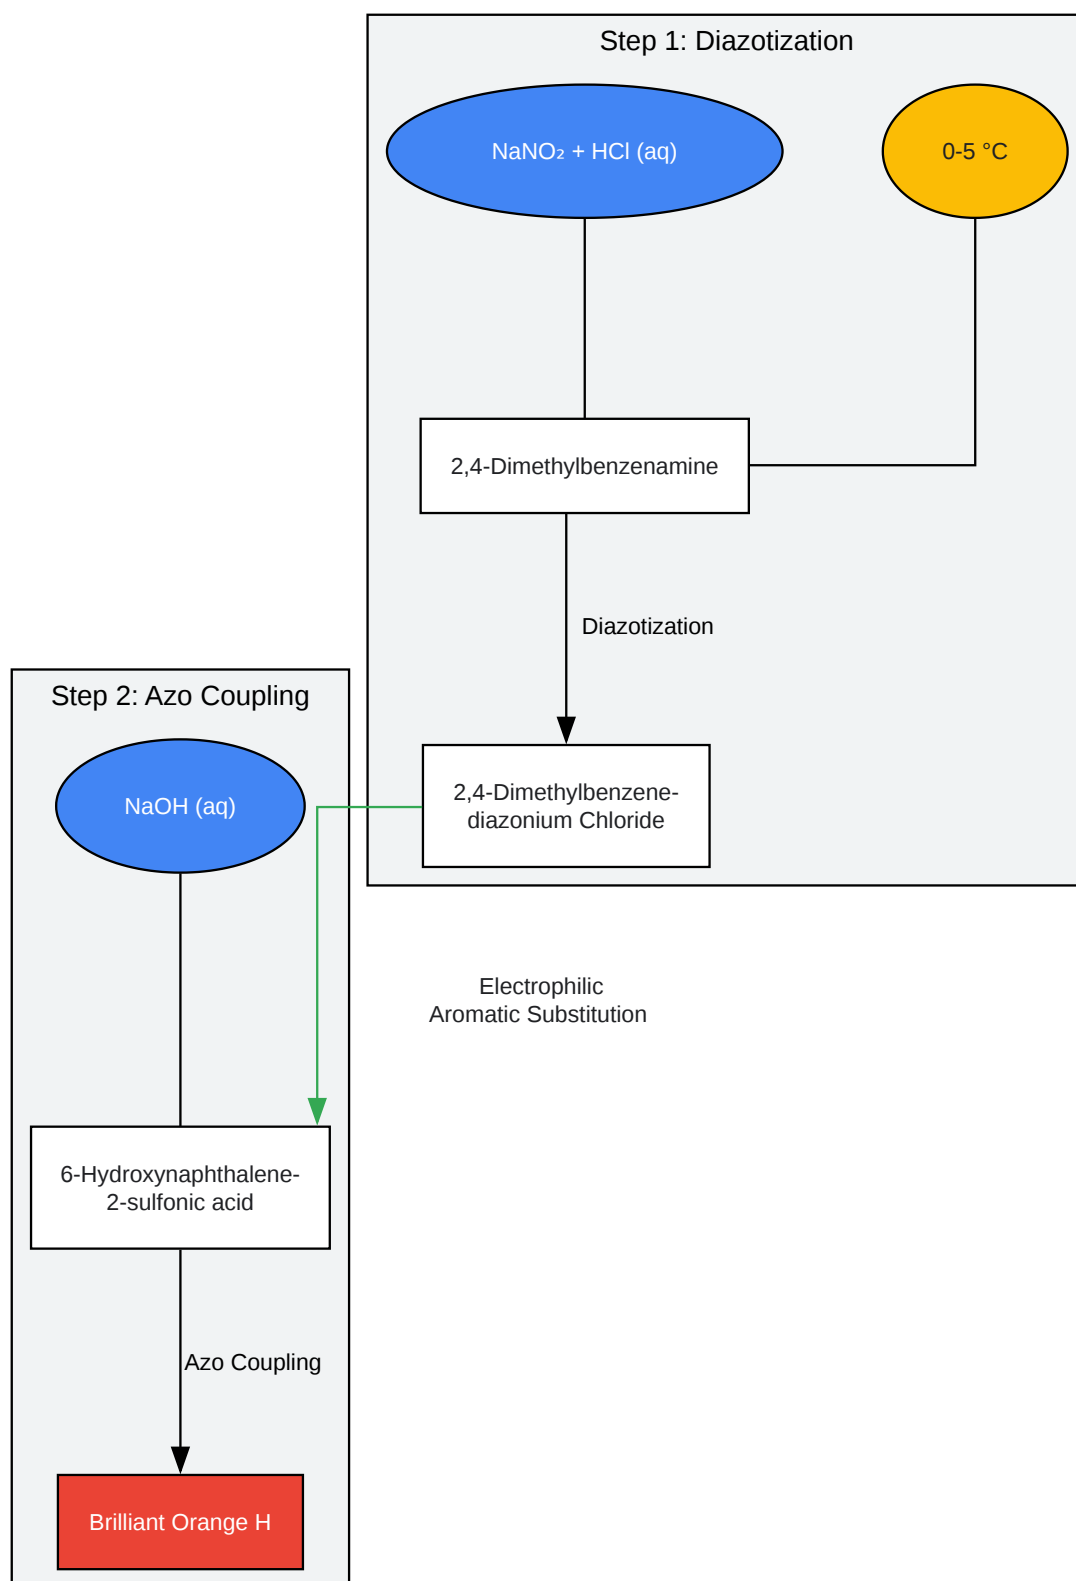 Step 1: Diazotization
NaNO₂ + HCl (aq)
0-5 °C
2,4-Dimethylbenzenamine
Diazotization
2,4-Dimethylbenzene-
diazonium Chloride
Step 2: Azo Coupling
NaOH (aq)
Electrophilic
Aromatic Substitution
6-Hydroxynaphthalene-
2-sulfonic acid
Azo Coupling
Brilliant Orange H